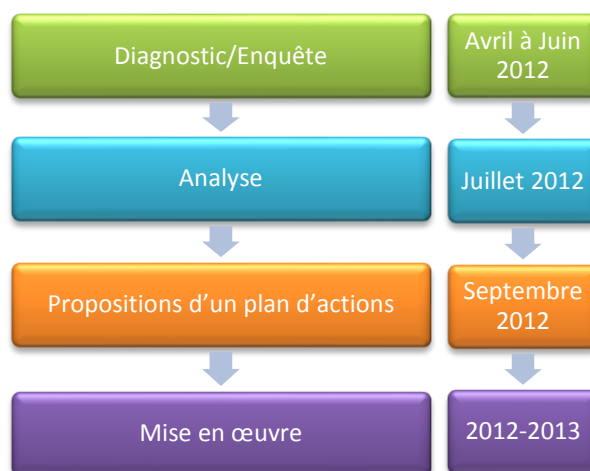 Diagnostic/Enquête
Avril à Juin
2012
Analyse
Juillet 2012
Propositions d’un plan d’actions
Septembre
2012
Mise en œuvre
2012-2013